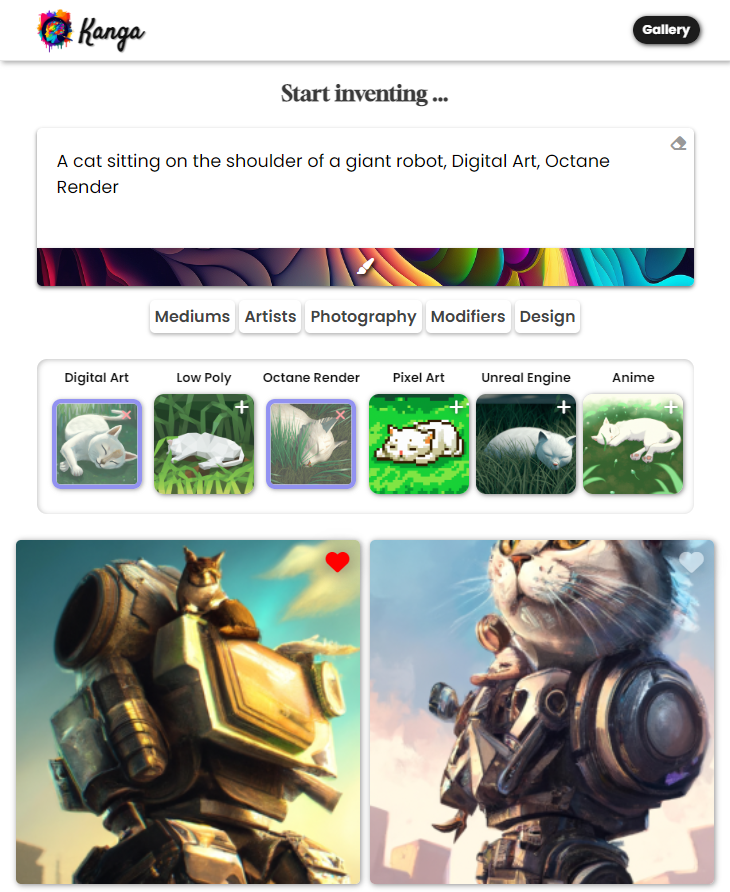 Kanga
Gallery
Start inventing ...
A cat sitting on the shoulder of a giant robot, Digital Art, Octane
Render
Mediums Artists Photography Modifiers Design
Digital Art Low Poly Octane Render Pixel Art Unreal Engine Anime